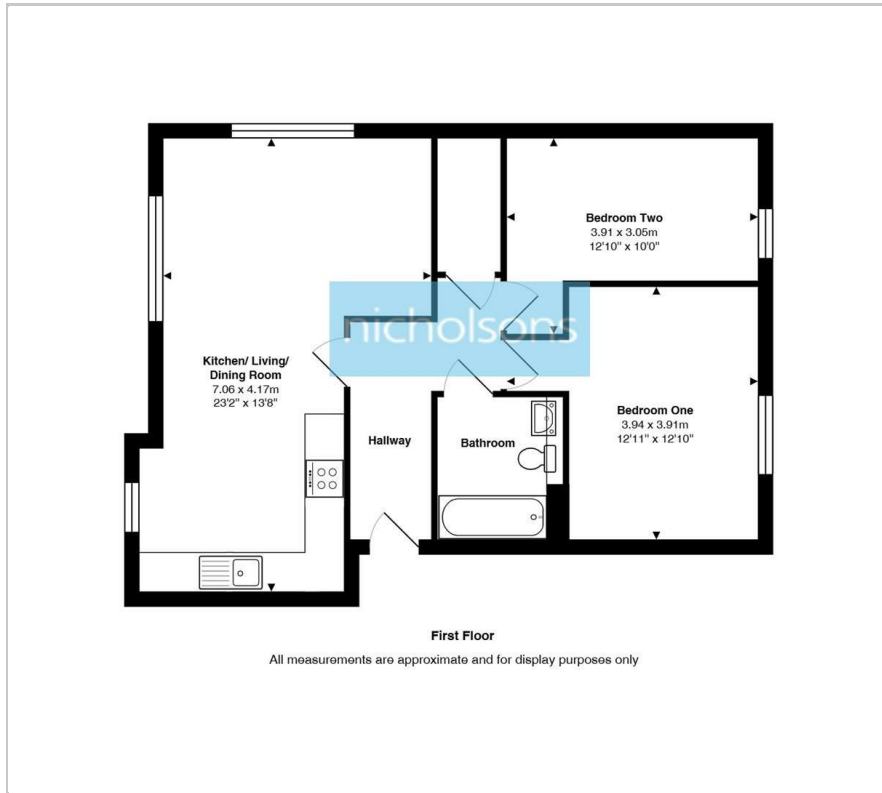 Bedroom Two
3.91 x 3.05m
12'10" x 10'0"
nicholsons
Kitchen/ Living/
Dining Room
7.06 x 4.17m
23'2" x 13'8"
Hallway
Bathroom
Bedroom One
3.94 x 3.91m
12'11" x 12'10"
First Floor
All measurements are approximate and for display purposes only